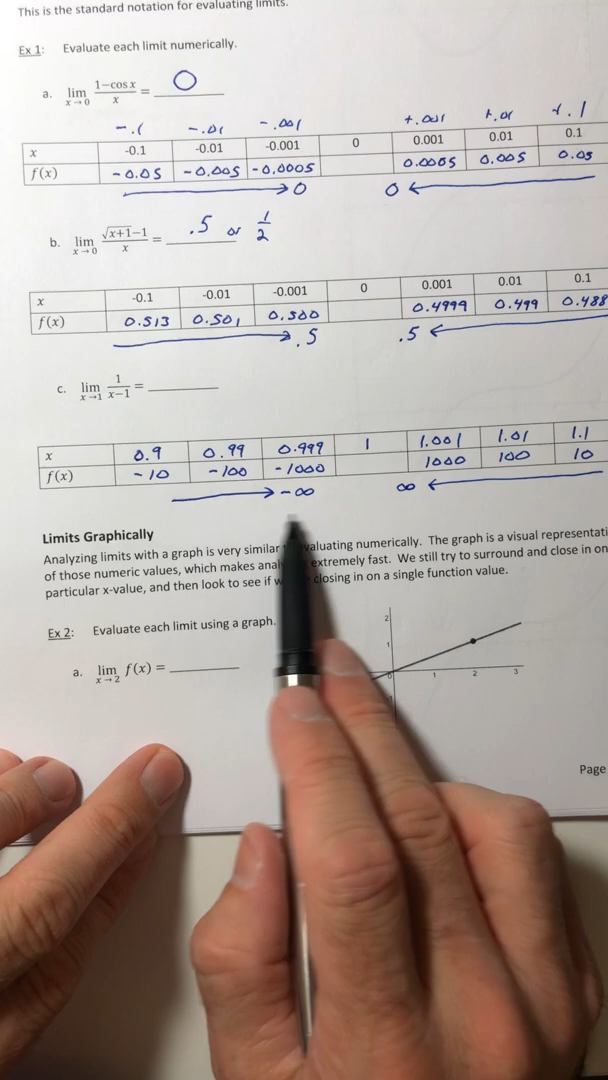 This is the standard notation for evaluating limits.
Ex 1: Evaluate each limit numerically.
a. lim x→0 (1−cos x)/x = 0
-.1 -.01 -.001 +.001 +.01 +.1
x -0.1 -0.01 -0.001 0 0.001 0.01 0.1
f(x) -0.05 -0.005 -0.0005 0.0005 0.005 0.05
→ 0 0 ←
b. lim x→0 (√x+1−1)/x = .5 or 1/2
x -0.1 -0.01 -0.001 0 0.001 0.01 0.1
f(x) 0.513 0.501 0.500 0.4999 0.499 0.488
→ .5 .5 ←
c. lim x→1 1/(x−1) =
x 0.9 0.99 0.999 1 1.001 1.01 1.1
f(x) -10 -100 -1000 1000 100 10
→ -∞ ∞ ←
Limits Graphically
Analyzing limits with a graph is very similar evaluating numerically. The graph is a visual
of those numeric values, which makes extremely fast. We still try to surround and close in on
particular x-value, and then look to see if closing in on a single function value.
Ex 2: Evaluate each limit using a graph.
2
1
0 1 2 3
a. lim x→2 f(x) =
Page